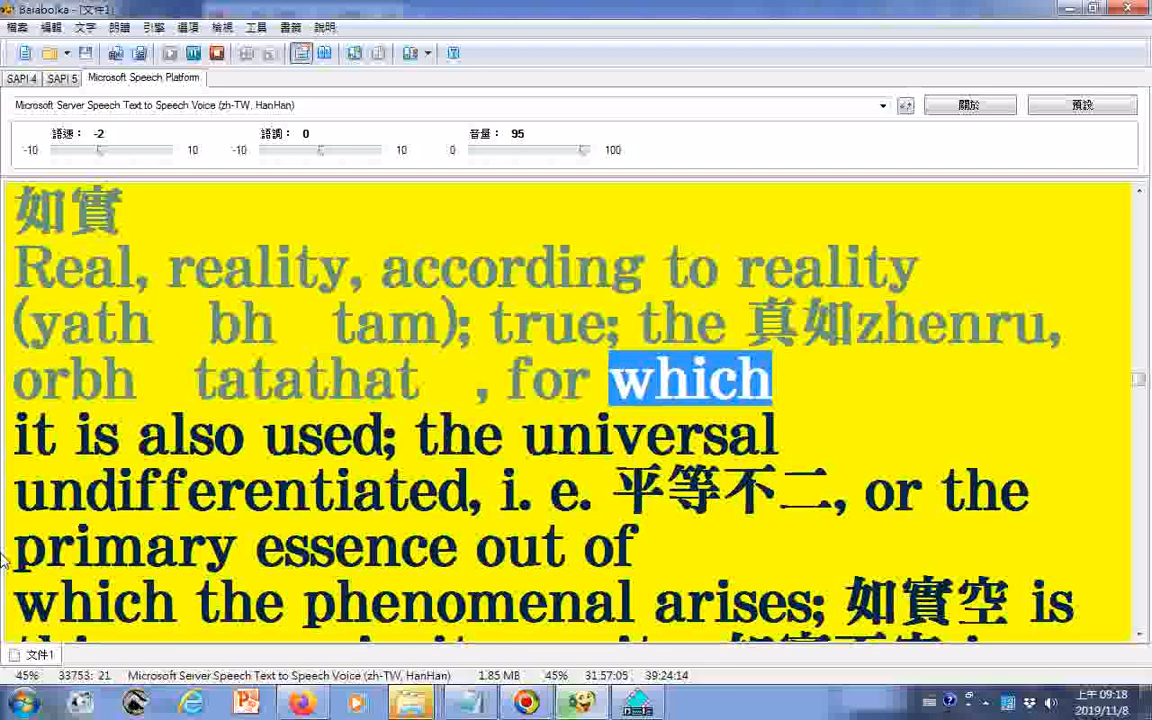 Balabolka - [文件1]
檔案 編輯 文字 朗讀 引擎 選項 檢視 工具 書籤 說明
SAPI 4 SAPI 5 Microsoft Speech Platform
Microsoft Server Speech Text to Speech Voice (zh-TW, HanHan) 關於 預設
語速： -2 語調： 0 音量： 95
-10 10 -10 10 0 100
如實
Real, reality, according to reality
(yath bh tam); true; the 真如zhenru,
orbh tatathat , for which
it is also used; the universal
undifferentiated, i. e. 平等不二, or the
primary essence out of
which the phenomenal arises; 如實空 is
文件1
45% 33753: 21 Microsoft Server Speech Text to Speech Voice (zh-TW, HanHan) 1.85 MB 45% 31:57:05 39:24:14
上午 09:18
2019/11/8